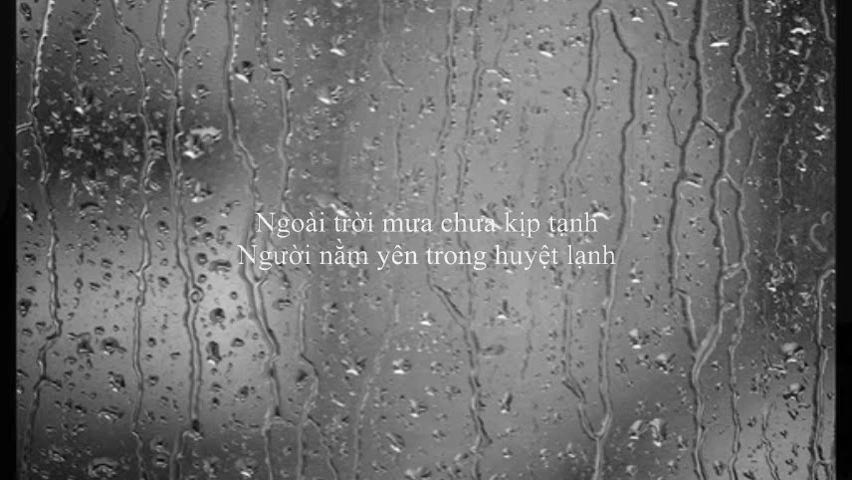 Ngoài trời mưa chưa kịp tạnh
Người nằm yên trong huyệt lạnh